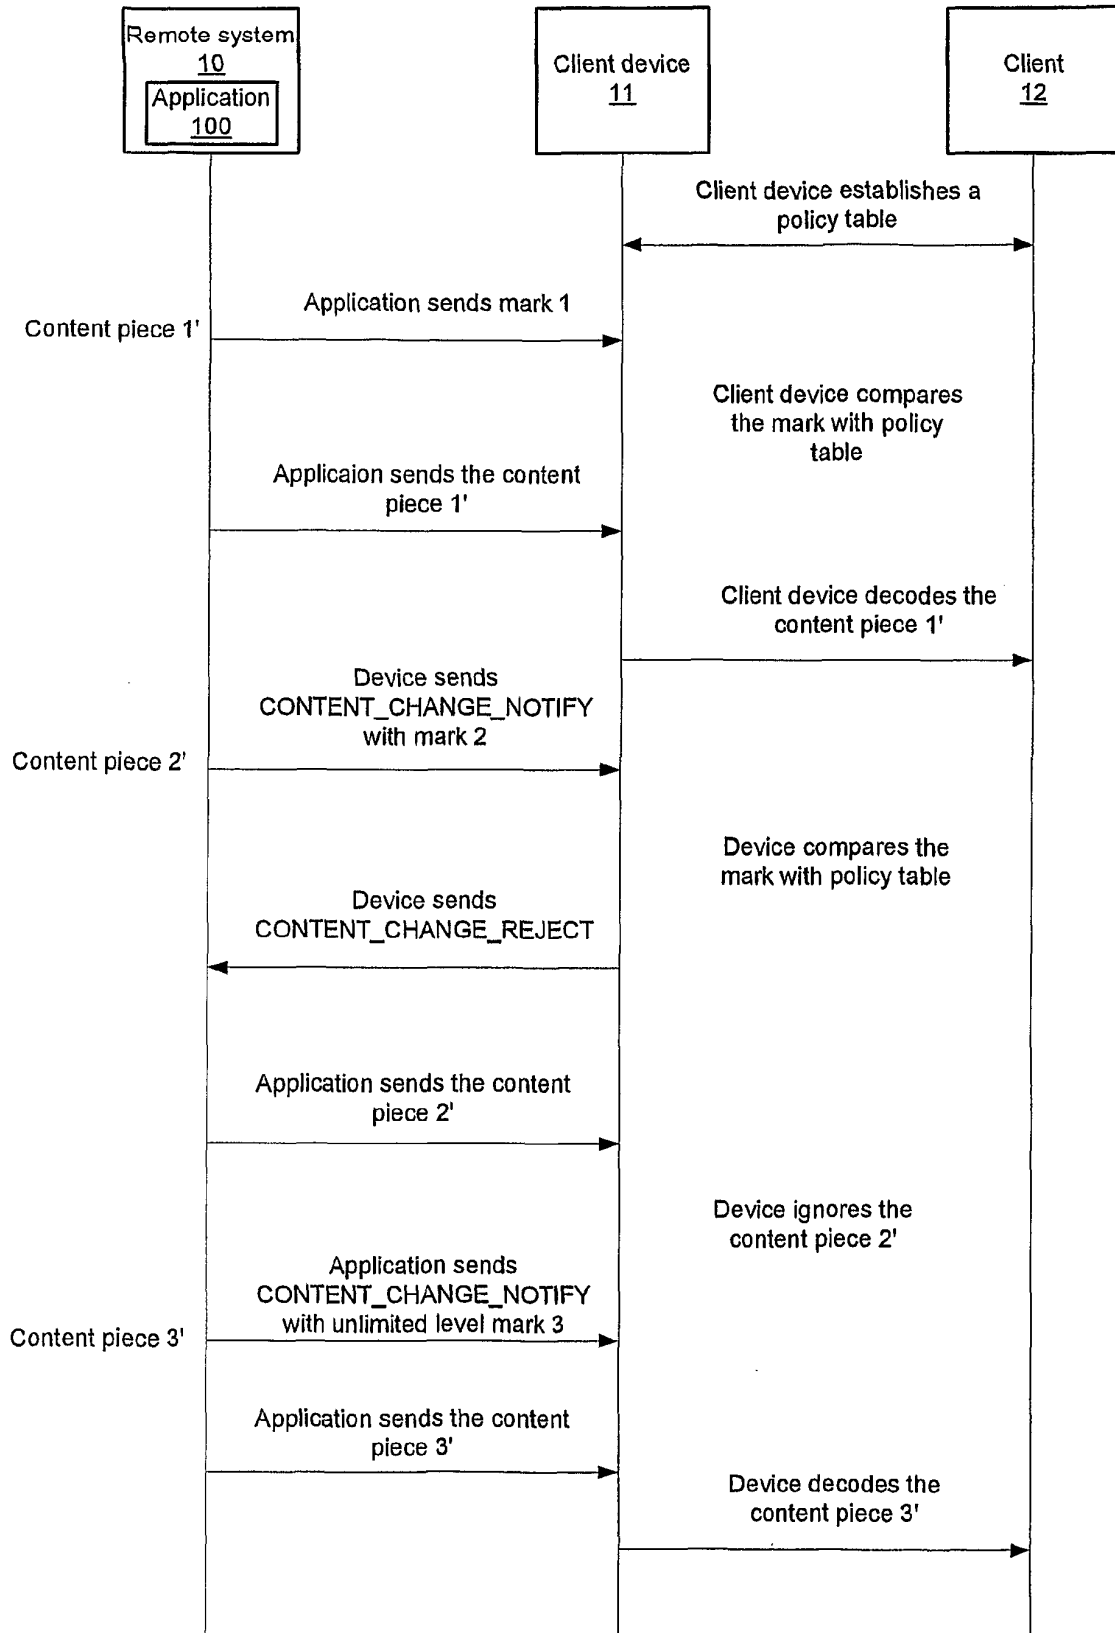 Remote system
10
Application
100
Client device
11
Client
12
Client device establishes a
policy table
Application sends mark 1
Content piece 1'
Client device compares
the mark with policy
table
Applicaion sends the content
piece 1'
Client device decodes the
content piece 1'
Device sends
CONTENT_CHANGE_NOTIFY
with mark 2
Content piece 2'
Device compares the
mark with policy table
Device sends
CONTENT_CHANGE_REJECT
Application sends the content
piece 2'
Device ignores the
content piece 2'
Application sends
CONTENT_CHANGE_NOTIFY
with unlimited level mark 3
Content piece 3'
Application sends the content
piece 3'
Device decodes the
content piece 3'